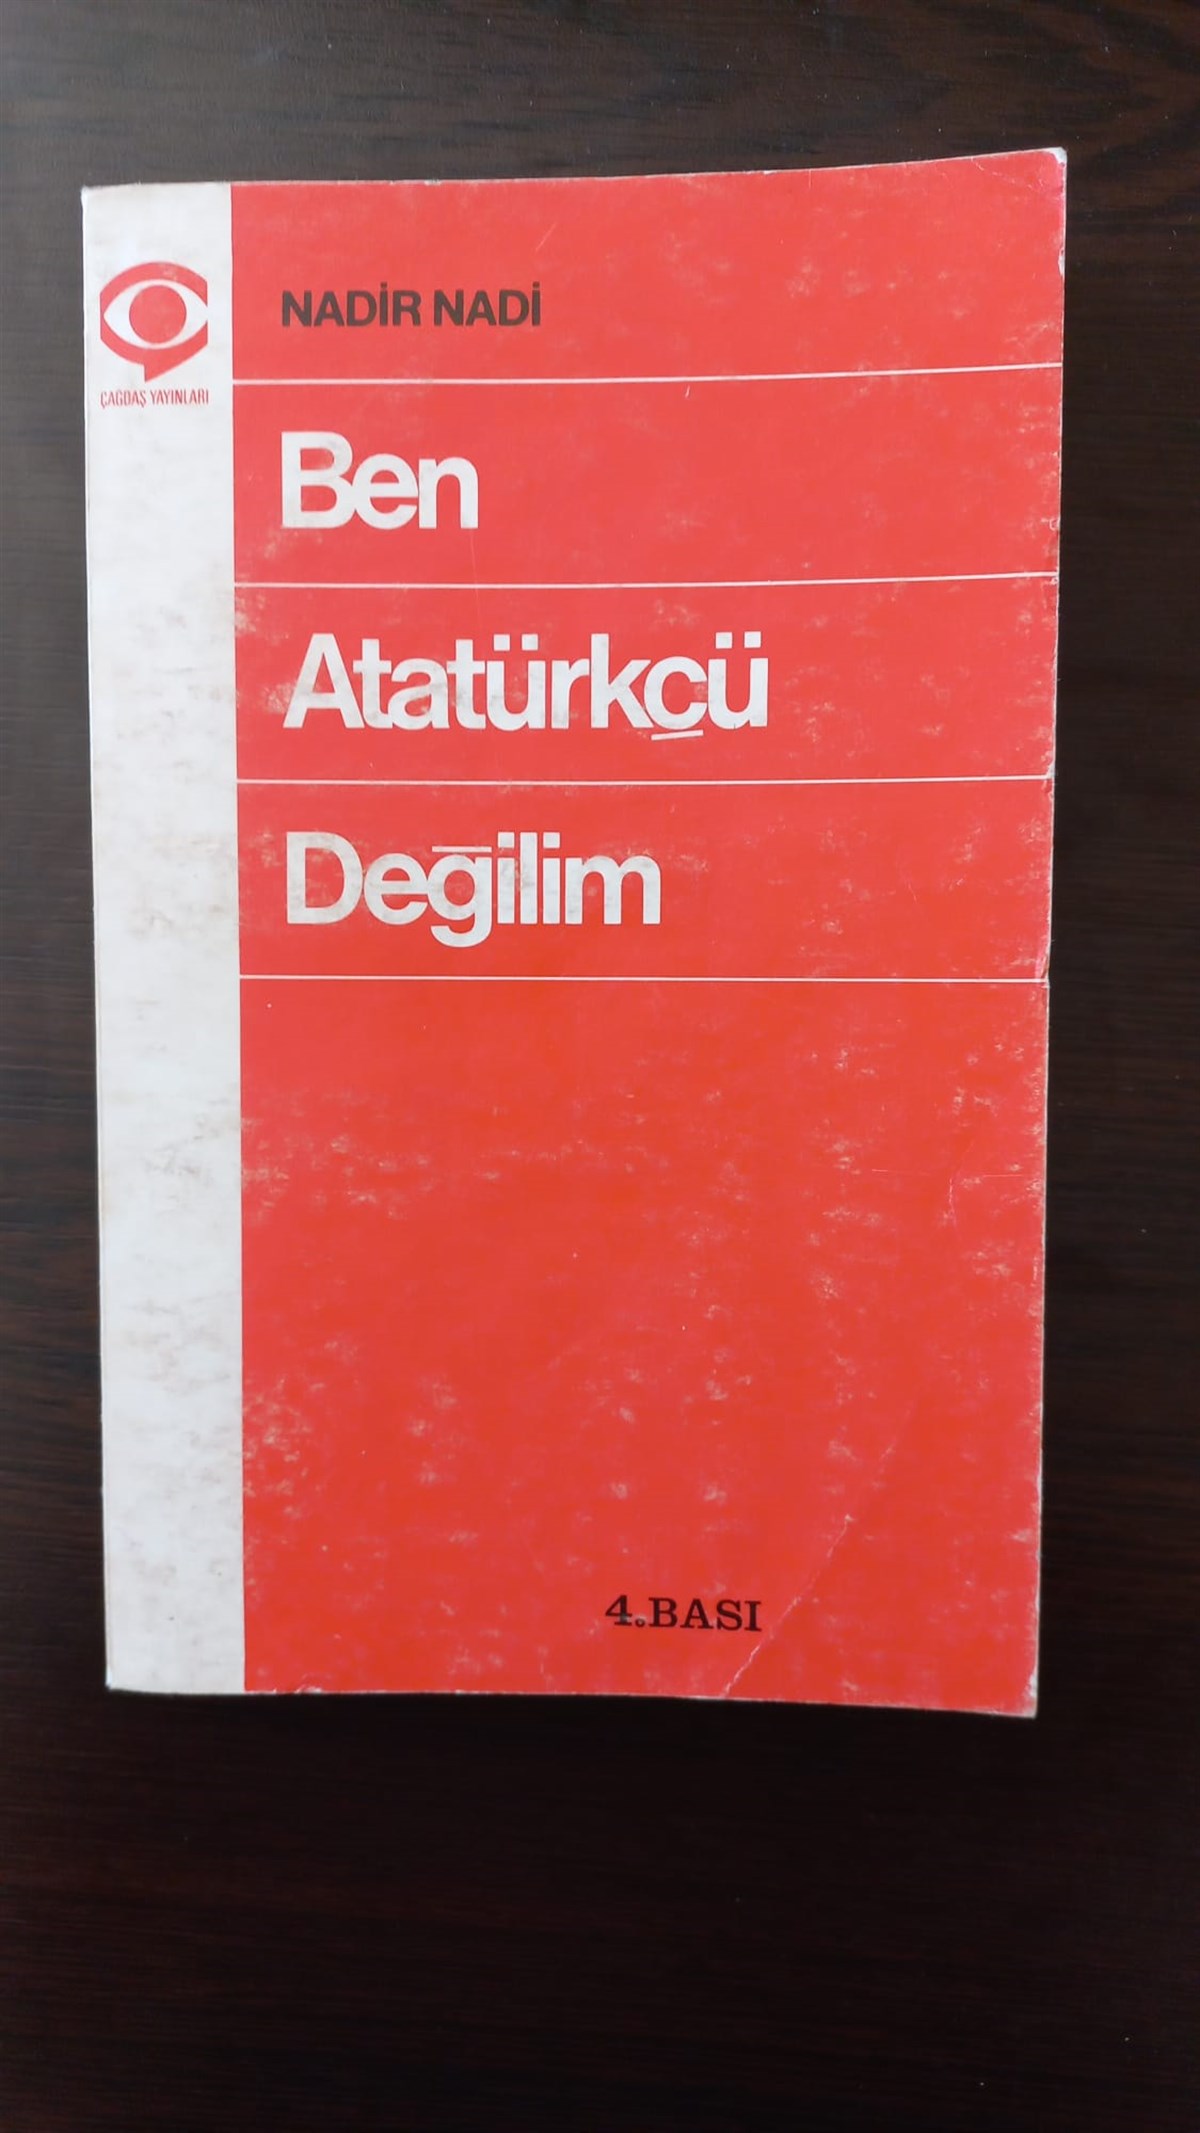 NADİR NADİ
ÇAĞDAŞ YAYINLARI
Ben
Atatürkçü
Değilim
4.BASI